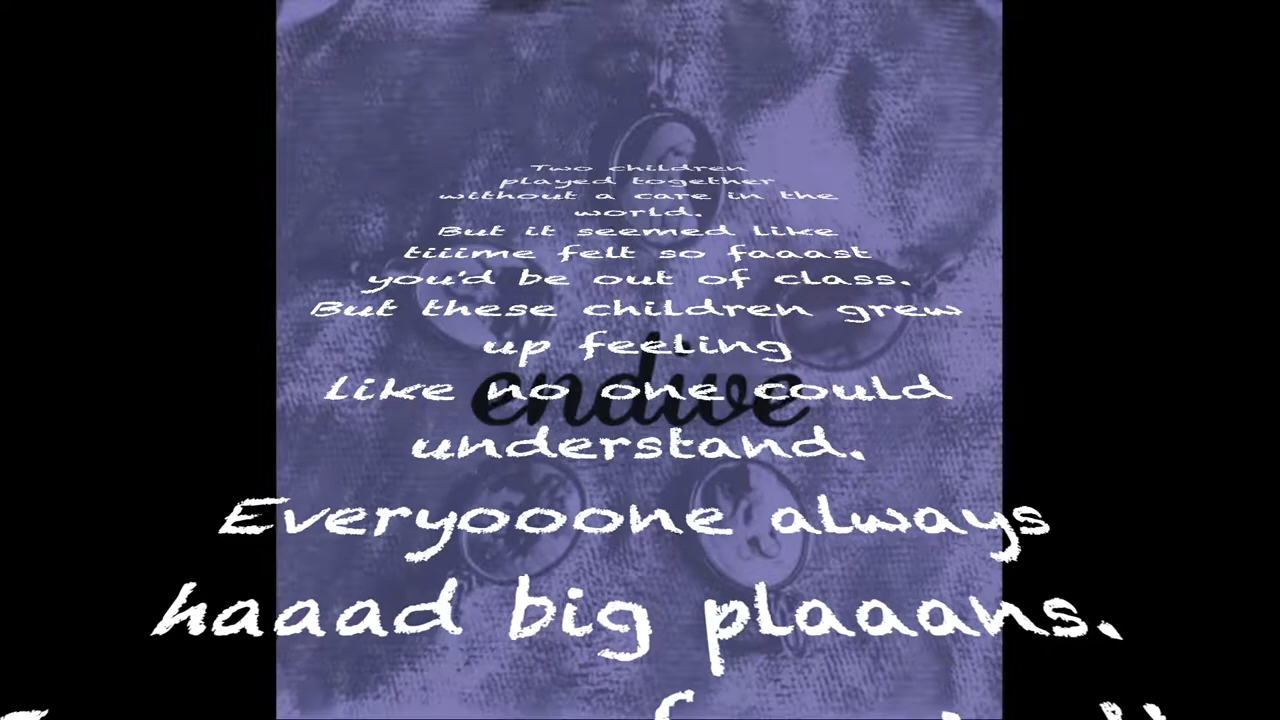 Two children
played together
without a care in the
world.
But it seemed like
tiiime felt so faaast
you'd be out of class.
But these children grew
up feeling
like no one could
understand.
endive
Everyooone always
haaad big plaaans.